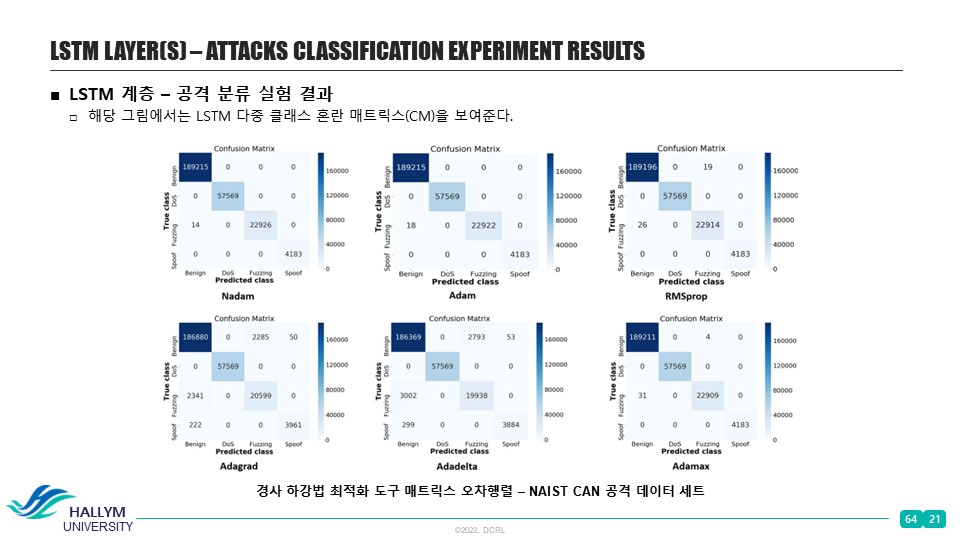 LSTM LAYER(S) – ATTACKS CLASSIFICATION EXPERIMENT RESULTS
■ LSTM 계층 – 공격 분류 실험 결과
□ 해당 그림에서는 LSTM 다중 클래스 혼란 매트릭스(CM)을 보여준다.
Confusion Matrix
True class
Benign 189215 0 0 0
DoS 0 57569 0 0
Fuzzing 14 0 22926 0
Spoof 0 0 0 4183
Benign DoS Fuzzing Spoof
Predicted class
160000
120000
80000
40000
0
Nadam
Confusion Matrix
True class
Benign 189215 0 0 0
DoS 0 57569 0 0
Fuzzing 18 0 22922 0
Spoof 0 0 0 4183
Benign DoS Fuzzing Spoof
Predicted class
160000
120000
80000
40000
0
Adam
Confusion Matrix
True class
Benign 189196 0 19 0
DoS 0 57569 0 0
Fuzzing 26 0 22914 0
Spoof 0 0 0 4183
Benign DoS Fuzzing Spoof
Predicted class
160000
120000
80000
40000
0
RMSprop
Confusion Matrix
True class
Benign 186880 0 2285 50
DoS 0 57569 0 0
Fuzzing 2341 0 20599 0
Spoof 222 0 0 3961
Benign DoS Fuzzing Spoof
Predicted class
160000
120000
80000
40000
0
Adagrad
Confusion Matrix
True class
Benign 186369 0 2793 53
DoS 0 57569 0 0
Fuzzing 3002 0 19938 0
Spoof 299 0 0 3884
Benign DoS Fuzzing Spoof
Predicted class
160000
120000
80000
40000
0
Adadelta
Confusion Matrix
True class
Benign 189211 0 4 0
DoS 0 57569 0 0
Fuzzing 31 0 22909 0
Spoof 0 0 0 4183
Benign DoS Fuzzing Spoof
Predicted class
160000
120000
80000
40000
0
Adamax
경사 하강법 최적화 도구 매트릭스 오차행렬 – NAIST CAN 공격 데이터 세트
HALLYM
UNIVERSITY
©2022, DCRL
64 21